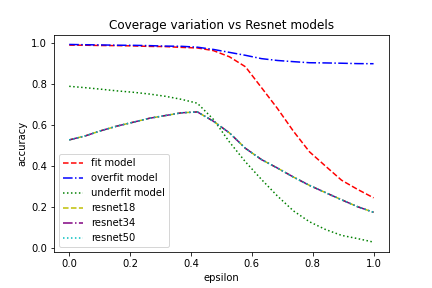 Coverage variation vs Resnet models
accuracy
1.0
0.8
0.6
0.4
0.2
0.0
fit model
overfit model
underfit model
resnet18
resnet34
resnet50
0.0 0.2 0.4 0.6 0.8 1.0
epsilon